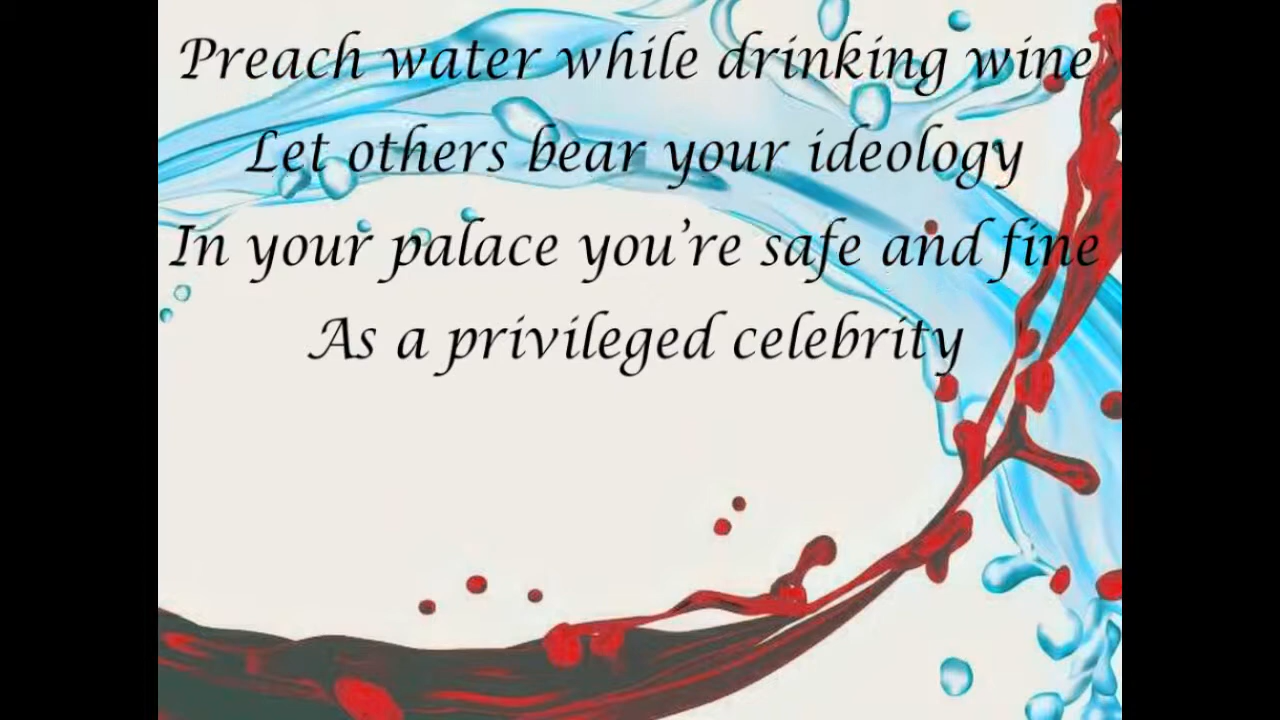 Preach water while drinking wine
Let others bear your ideology
In your palace you're safe and fine
As a privileged celebrity